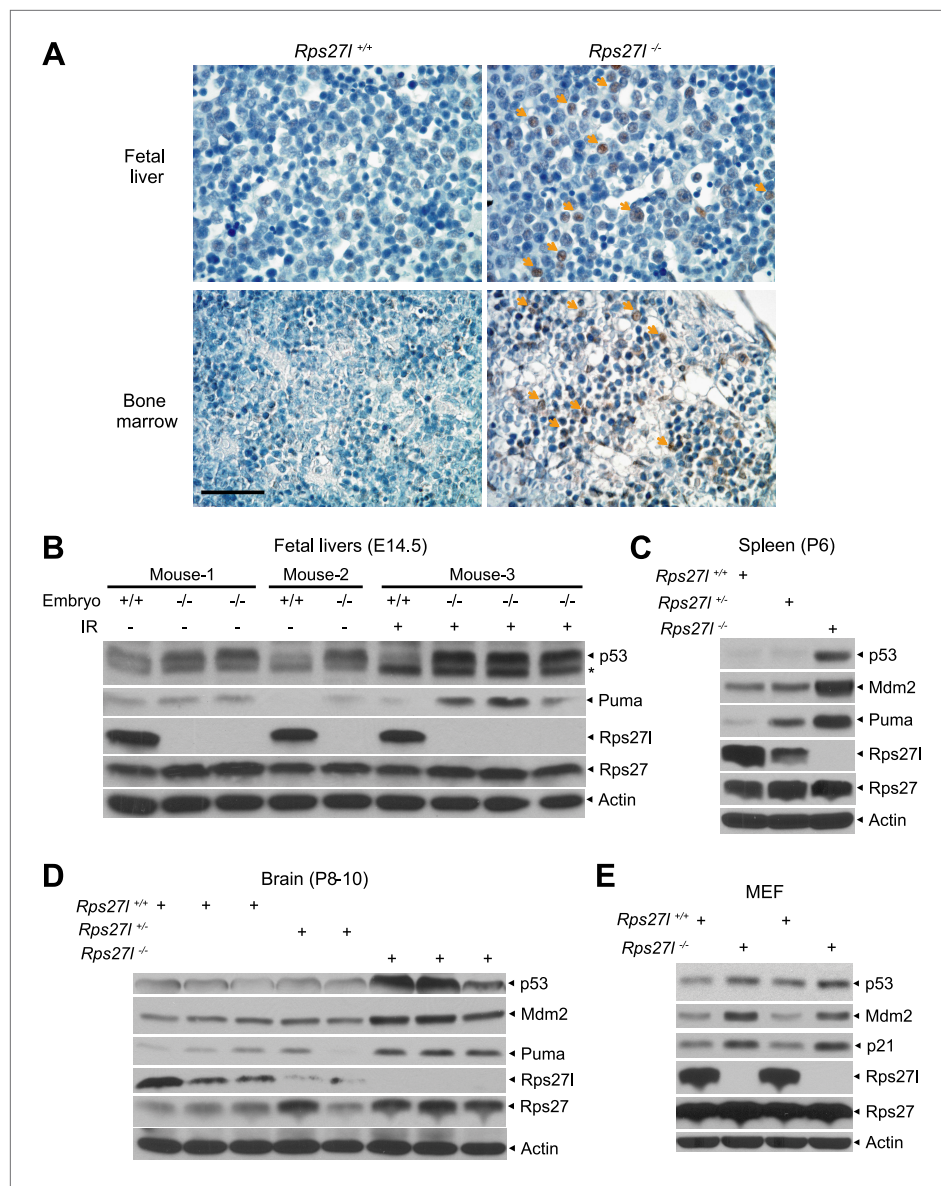 A
Rps27l +/+ Rps27l -/-
Fetal liver
Bone marrow
B
Fetal livers (E14.5)
Mouse-1 Mouse-2 Mouse-3
Embryo +/+ -/- -/- +/+ -/- +/+ -/- -/- -/-
IR - - - - - + + + +
p53
*
Puma
Rps27l
Rps27
Actin
C
Spleen (P6)
Rps27l +/+ +
Rps27l +/- +
Rps27l -/- +
p53
Mdm2
Puma
Rps27l
Rps27
Actin
D
Brain (P8-10)
Rps27l +/+ + + +
Rps27l +/- + +
Rps27l -/- + + +
p53
Mdm2
Puma
Rps27l
Rps27
Actin
E
MEF
Rps27l +/+ + +
Rps27l -/- + +
p53
Mdm2
p21
Rps27l
Rps27
Actin